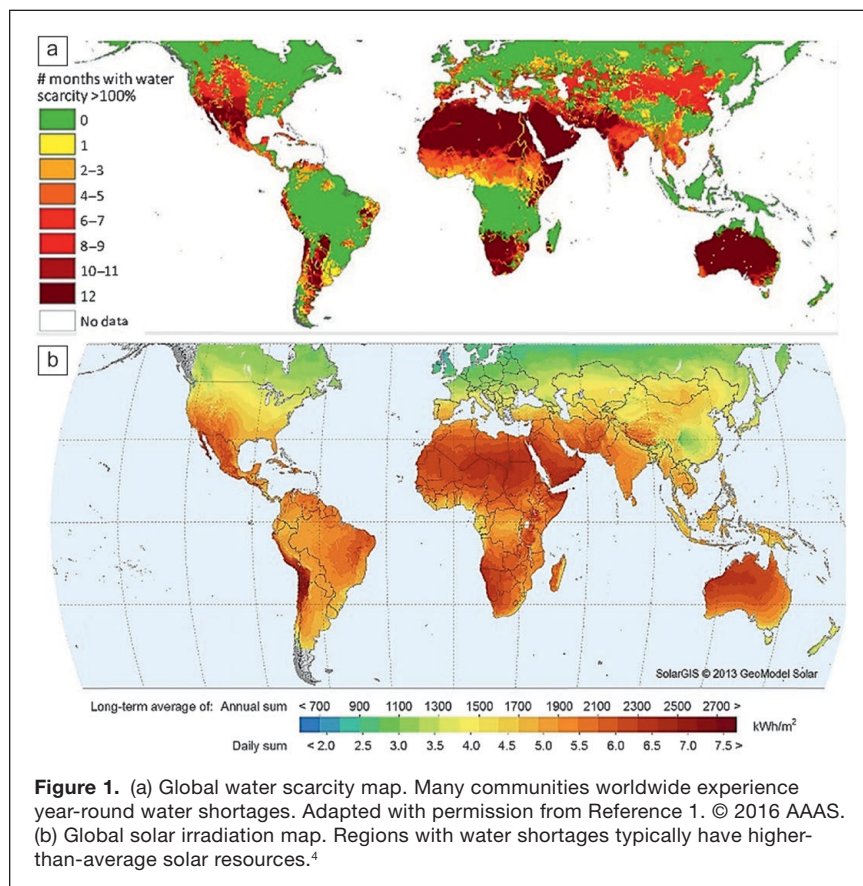 a
# months with water
scarcity >100%
0
1
2–3
4–5
6–7
8–9
10–11
12
No data
b
SolarGIS © 2013 GeoModel Solar
Long-term average of: Annual sum < 700 900 1100 1300 1500 1700 1900 2100 2300 2500 2700 >
kWh/m²
Daily sum < 2.0 2.5 3.0 3.5 4.0 4.5 5.0 5.5 6.0 6.5 7.0 7.5 >
Figure 1. (a) Global water scarcity map. Many communities worldwide experience
year-round water shortages. Adapted with permission from Reference 1. © 2016 AAAS.
(b) Global solar irradiation map. Regions with water shortages typically have higher-
than-average solar resources.⁴